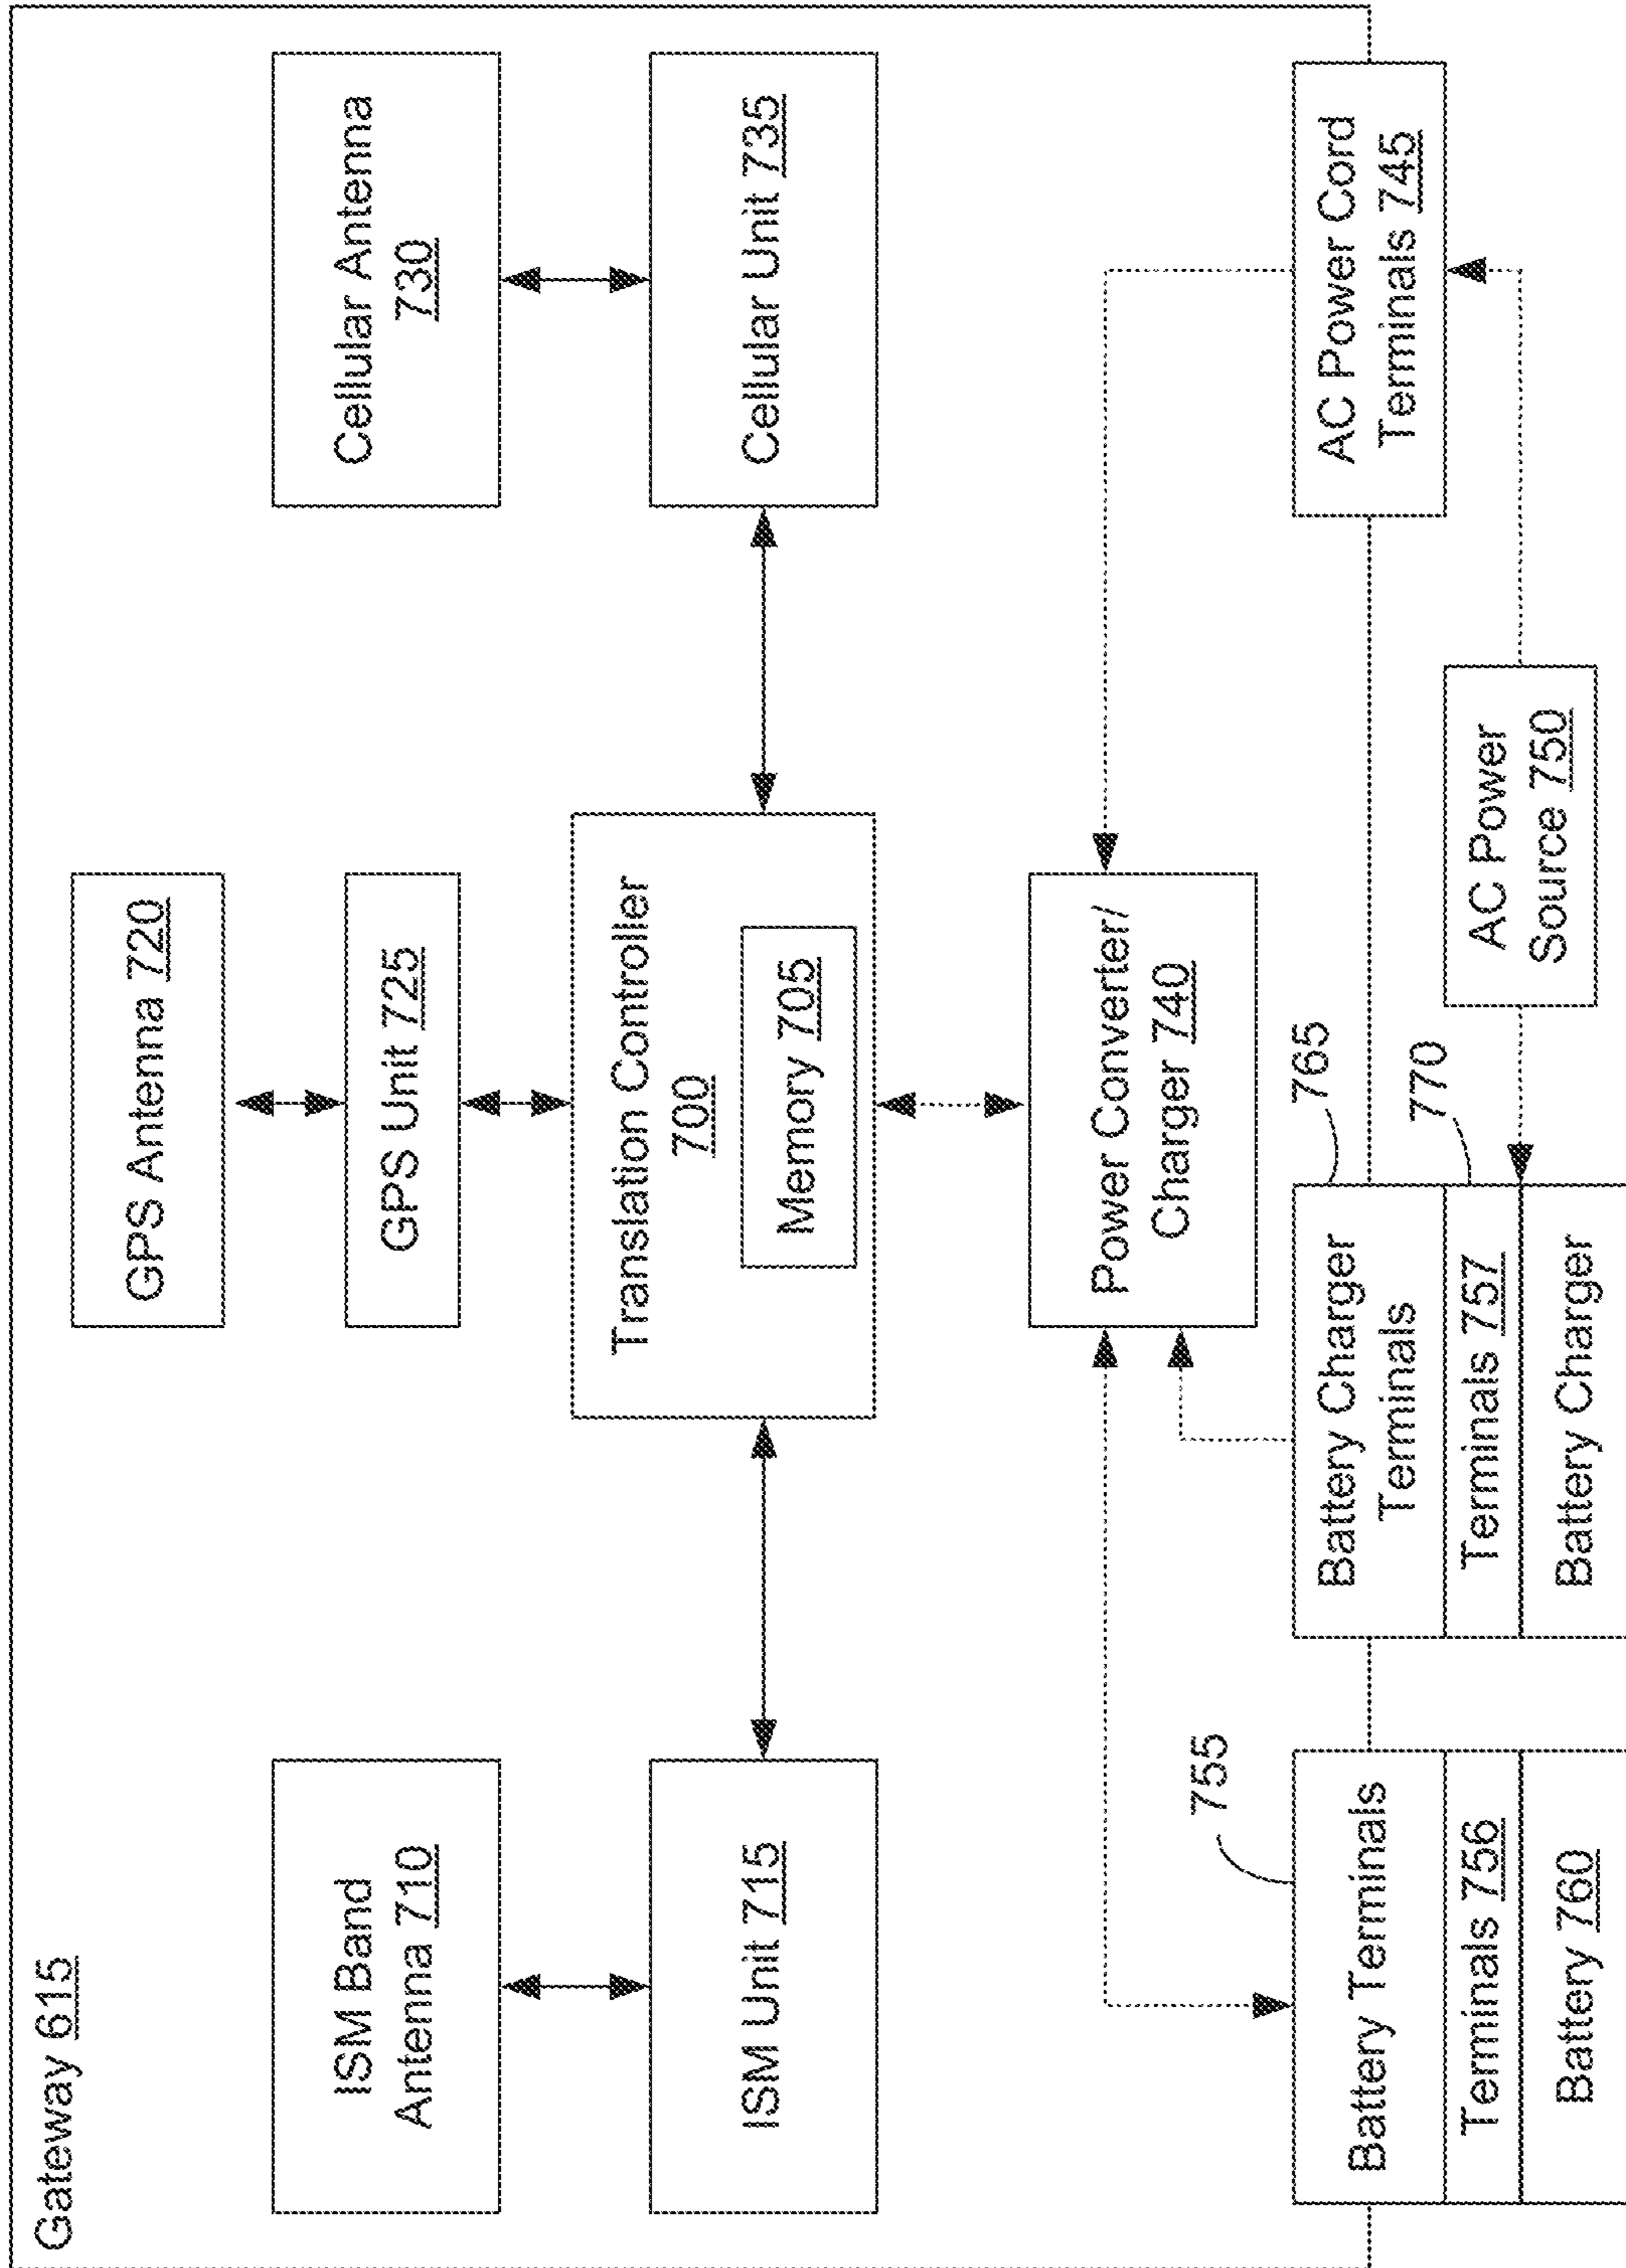 Gateway 615
GPS Antenna 720
GPS Unit 725
ISM Band
Antenna 710
Cellular Antenna
730
Translation Controller
700
Memory 705
ISM Unit 715
Cellular Unit 735
Power Converter/
Charger 740
755
Battery Terminals
Terminals 756
Battery 760
765
Battery Charger
Terminals
770
Terminals 757
Battery Charger
AC Power
Source 750
AC Power Cord
Terminals 745